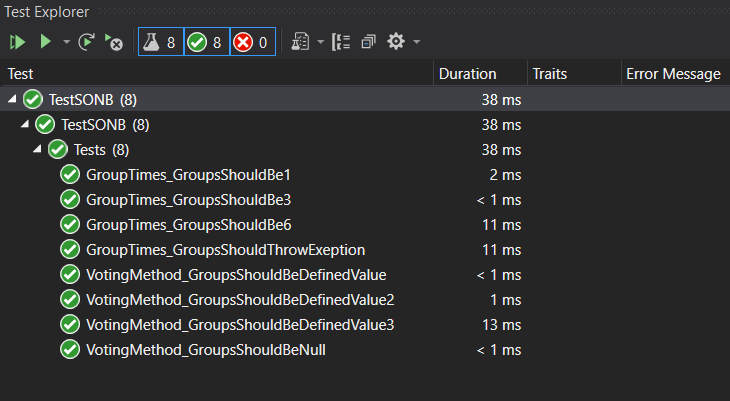 Test Explorer
8 8 0
Test Duration Traits Error Message
TestSONB (8) 38 ms
TestSONB (8) 38 ms
Tests (8) 38 ms
GroupTimes_GroupsShouldBe1 2 ms
GroupTimes_GroupsShouldBe3 < 1 ms
GroupTimes_GroupsShouldBe6 11 ms
GroupTimes_GroupsShouldThrowExeption 11 ms
VotingMethod_GroupsShouldBeDefinedValue < 1 ms
VotingMethod_GroupsShouldBeDefinedValue2 1 ms
VotingMethod_GroupsShouldBeDefinedValue3 13 ms
VotingMethod_GroupsShouldBeNull < 1 ms